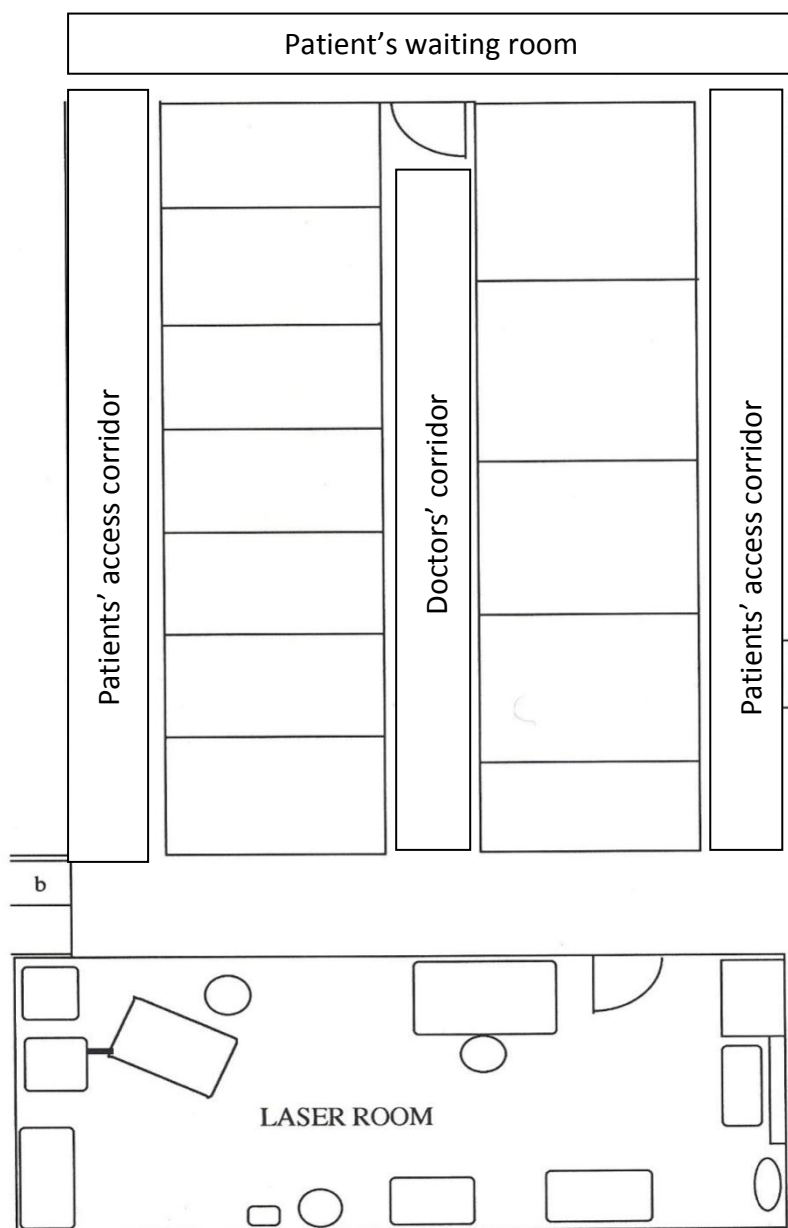 Patient's waiting room
Patients' access corridor
Doctors' corridor
Patients' access corridor
b
LASER ROOM